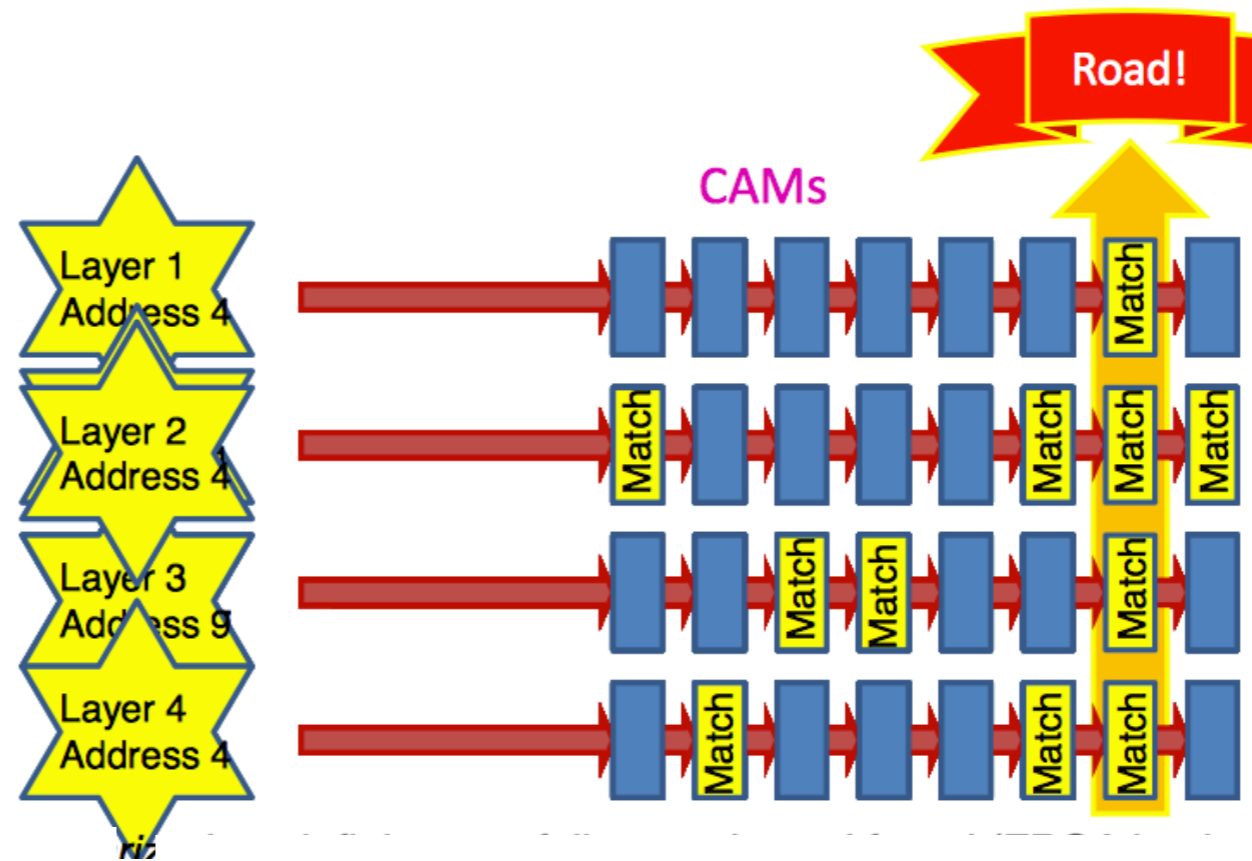 Road!
CAMs
Layer 1
Address 4
Match
Layer 2
Address 4
Match
Match
Match
Match
Layer 3
Address 9
Match
Match
Match
Layer 4
Address 4
Match
Match
Match